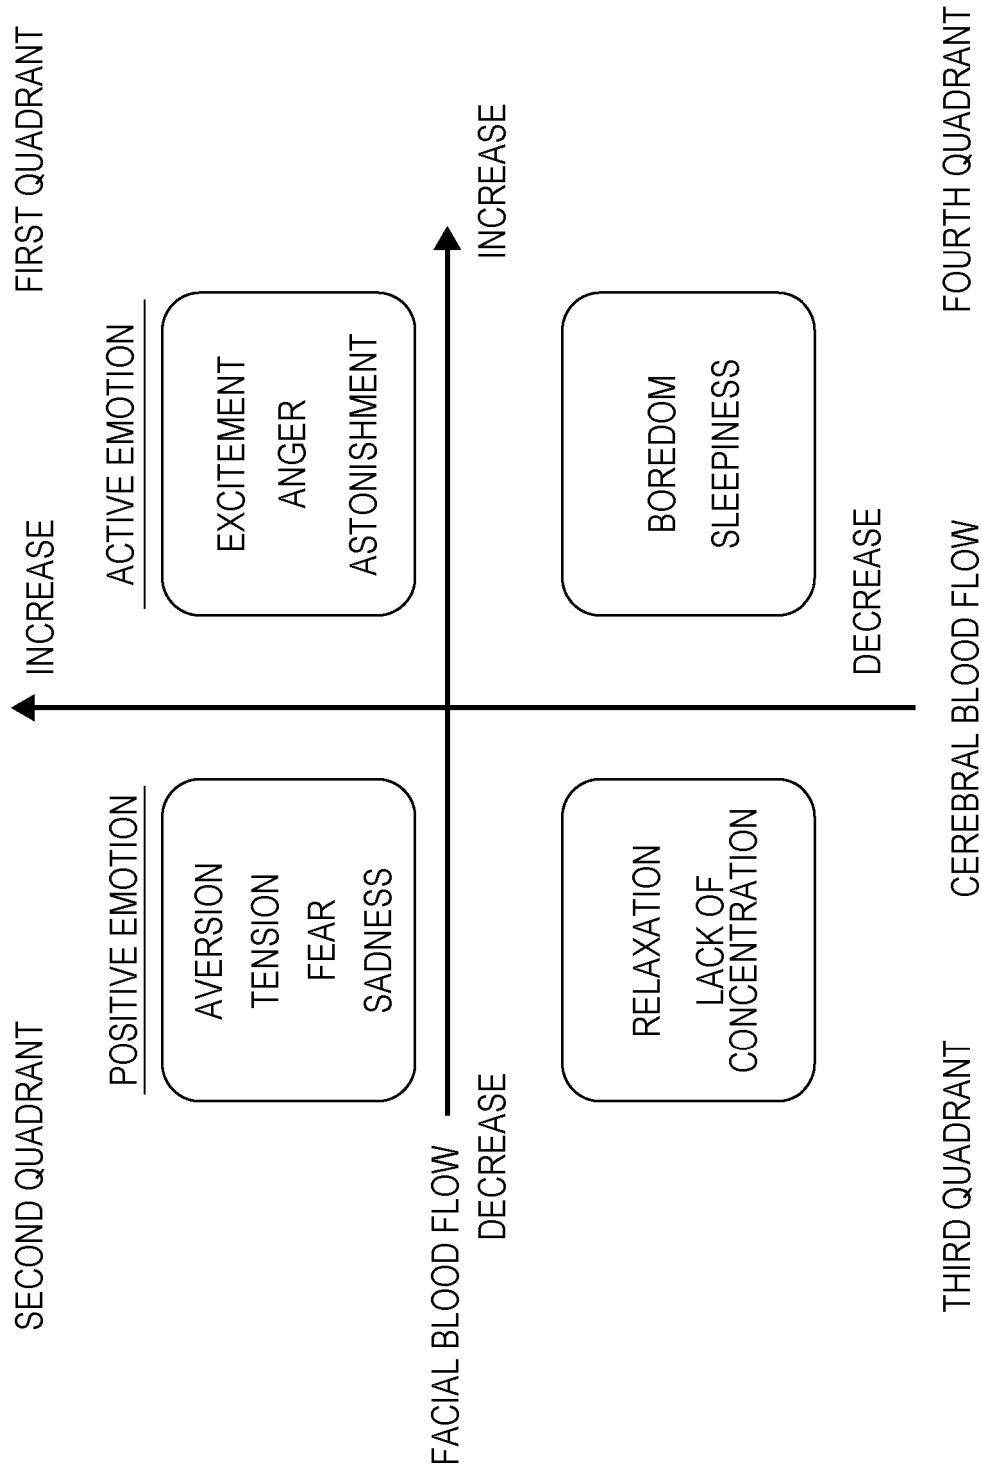 SECOND QUADRANT
INCREASE
FIRST QUADRANT
POSITIVE EMOTION
AVERSION
TENSION
FEAR
SADNESS
ACTIVE EMOTION
EXCITEMENT
ANGER
ASTONISHMENT
FACIAL BLOOD FLOW
DECREASE
INCREASE
RELAXATION
LACK OF
CONCENTRATION
BOREDOM
SLEEPINESS
DECREASE
THIRD QUADRANT
CEREBRAL BLOOD FLOW
FOURTH QUADRANT